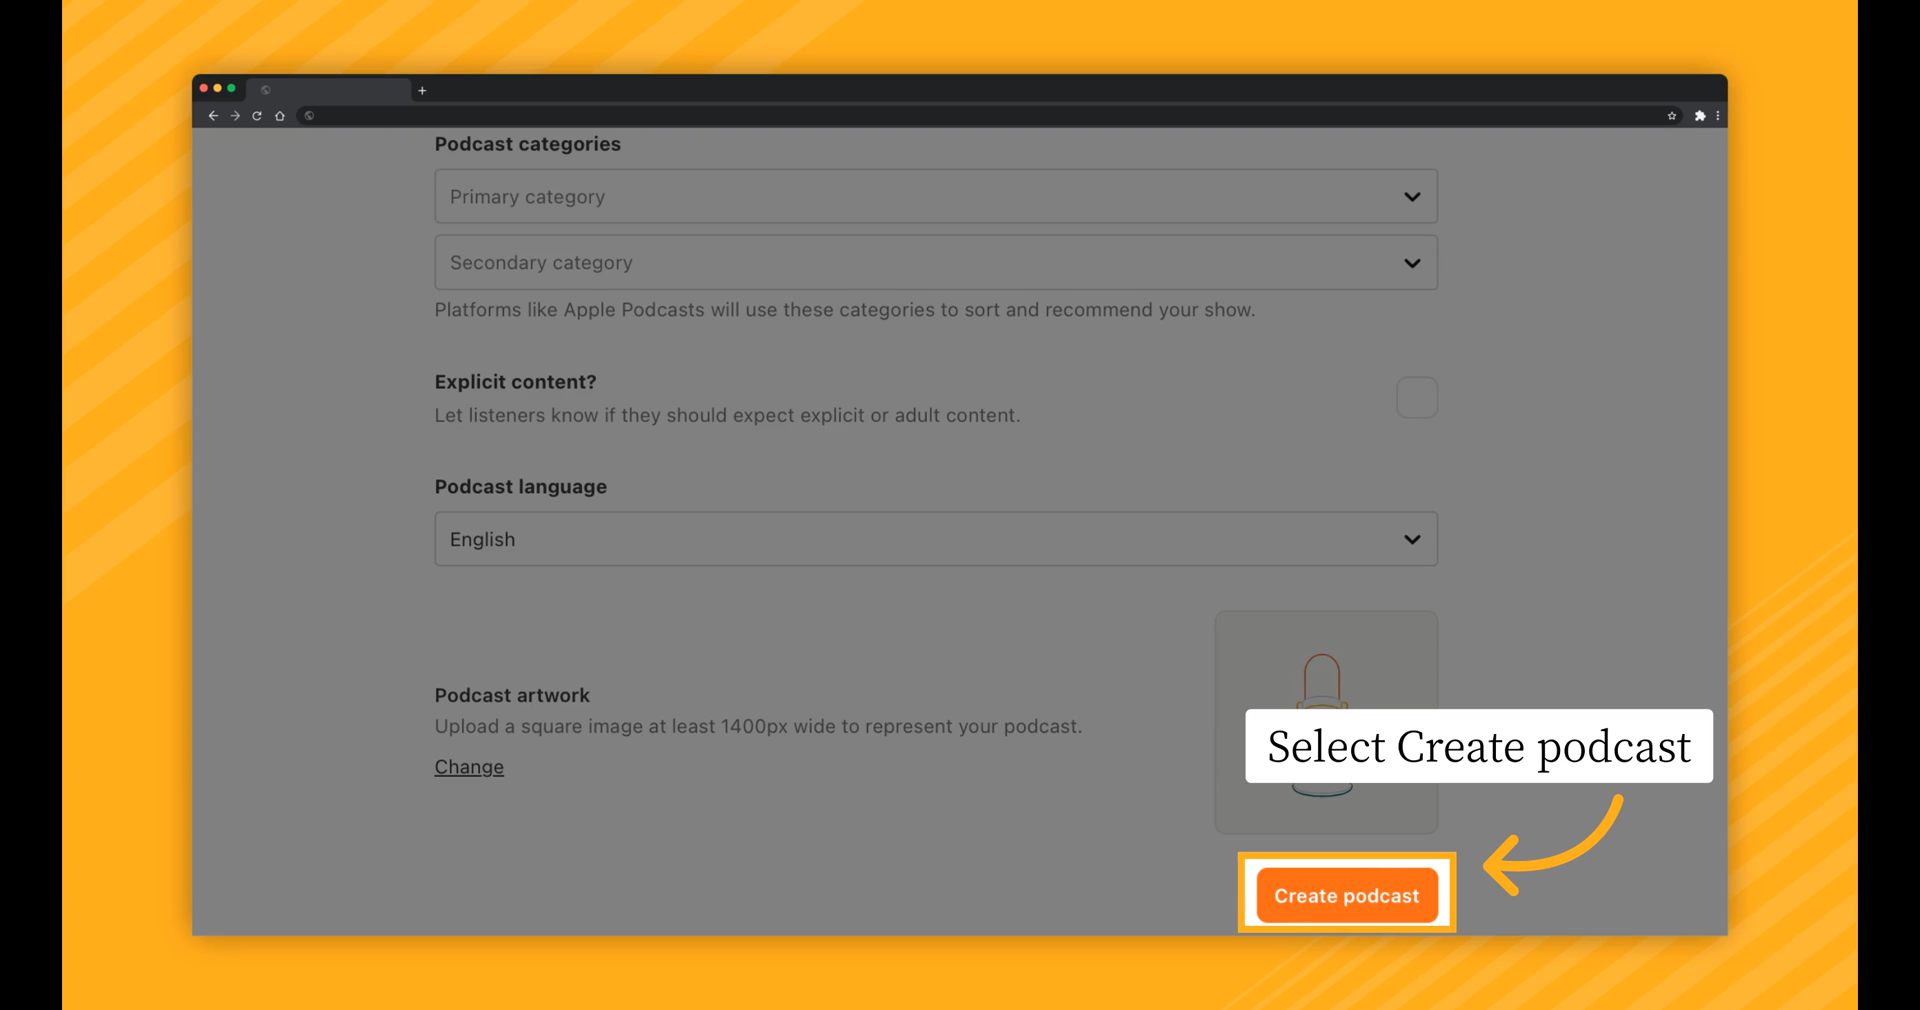 Podcast categories
Primary category
Secondary category
Platforms like Apple Podcasts will use these categories to sort and recommend your show.
Explicit content?
Let listeners know if they should expect explicit or adult content.
Podcast language
English
Podcast artwork
Upload a square image at least 1400px wide to represent your podcast.
Change
Select Create podcast
Create podcast